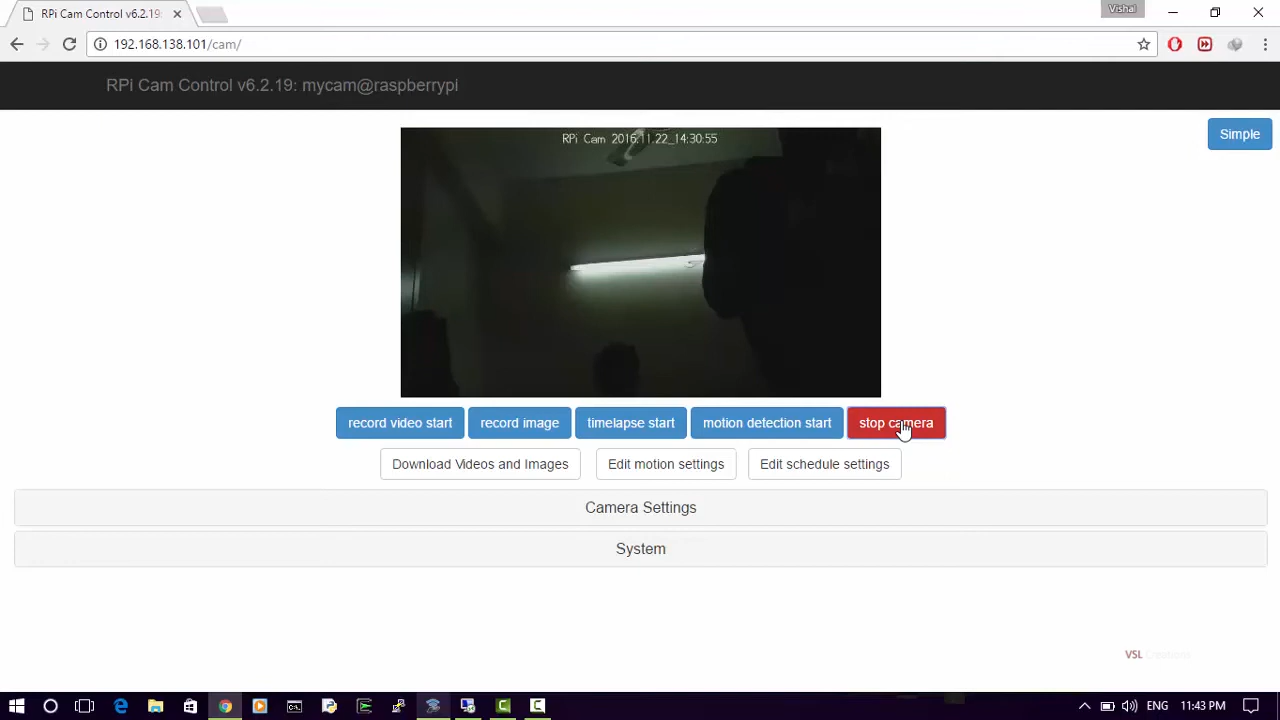 RPi Cam Control v6.2.19:
Vishal
192.168.138.101/cam/
RPi Cam Control v6.2.19: mycam@raspberrypi
Simple
RPi Cam 2016.11.22_14:30:55
record video start
record image
timelapse start
motion detection start
stop camera
Download Videos and Images
Edit motion settings
Edit schedule settings
Camera Settings
System
VSL Creations
ENG
11:43 PM